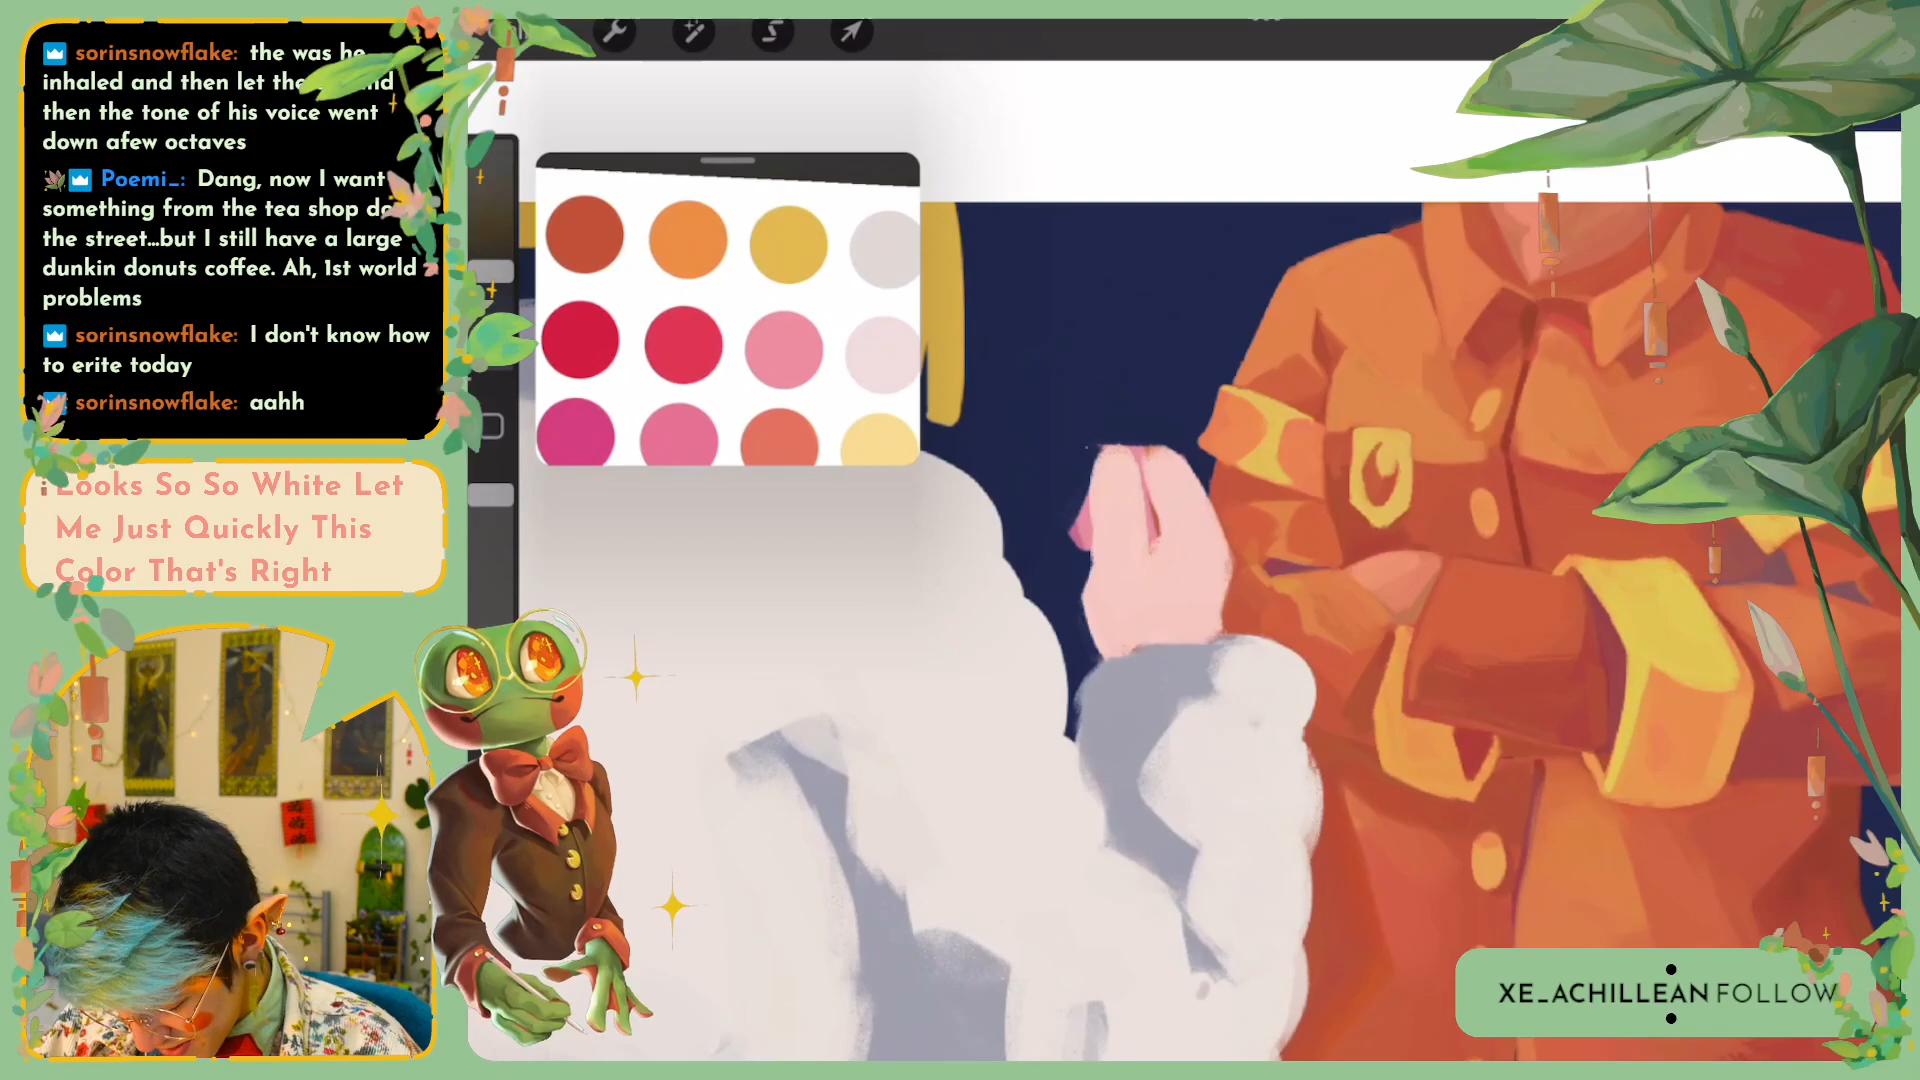 sorinsnowflake: the was he
inhaled and then let the
then the tone of his voice went
down afew octaves
Poemi_: Dang, now I want
something from the tea shop
the street...but I still have a large
dunkin donuts coffee. Ah, 1st world
problems
sorinsnowflake: I don't know how
to erite today
sorinsnowflake: aahh
Looks So So White Let
Me Just Quickly This
Color That's Right
XE_ACHILLEAN FOLLOW